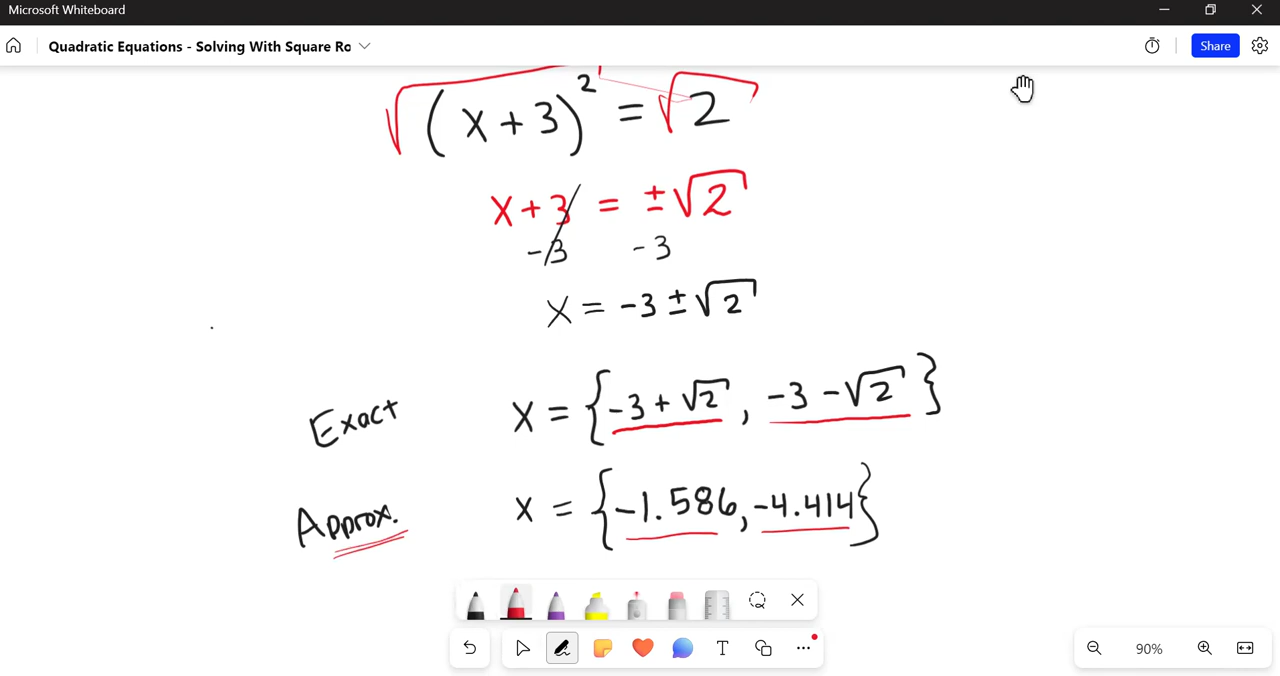 Microsoft Whiteboard
Quadratic Equations - Solving With Square Ro
Share
√(x+3)² = √2
x+3 = ±√2
-3 -3
x = -3 ± √2
Exact x = {-3 + √2, -3 - √2}
Approx. x = {-1.586, -4.414}
T
90%